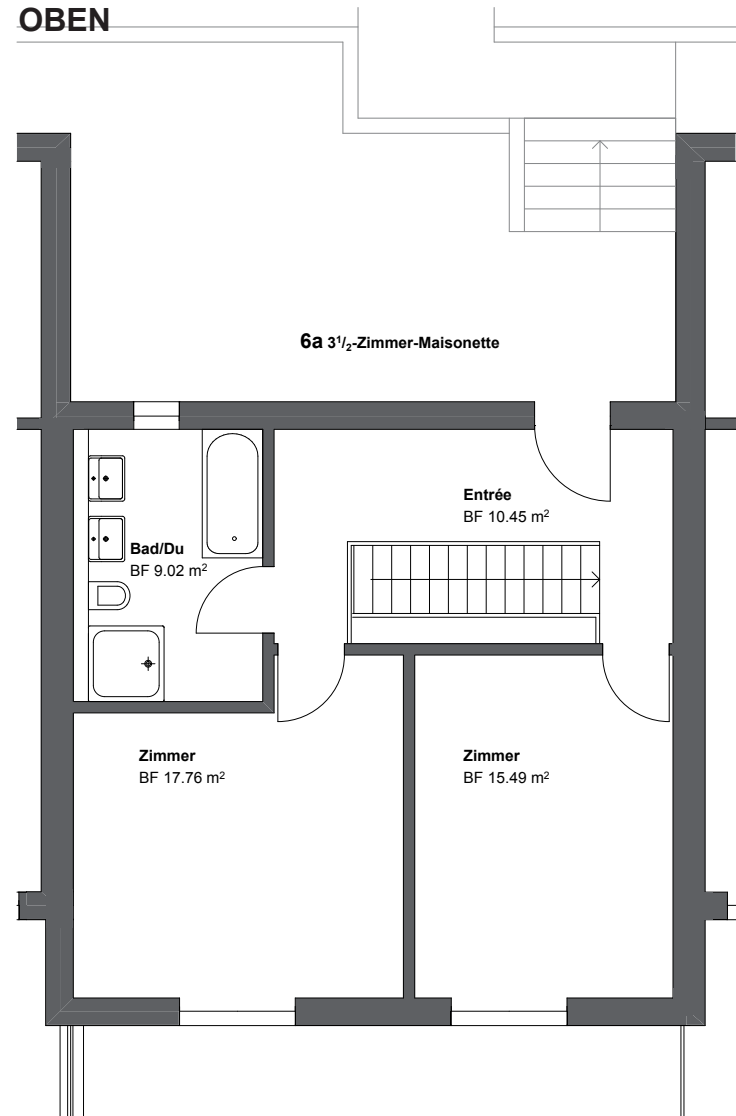 OBEN
6a 3¹/₂-Zimmer-Maisonette
Entrée
BF 10.45 m²
Bad/Du
BF 9.02 m²
Zimmer
BF 17.76 m²
Zimmer
BF 15.49 m²